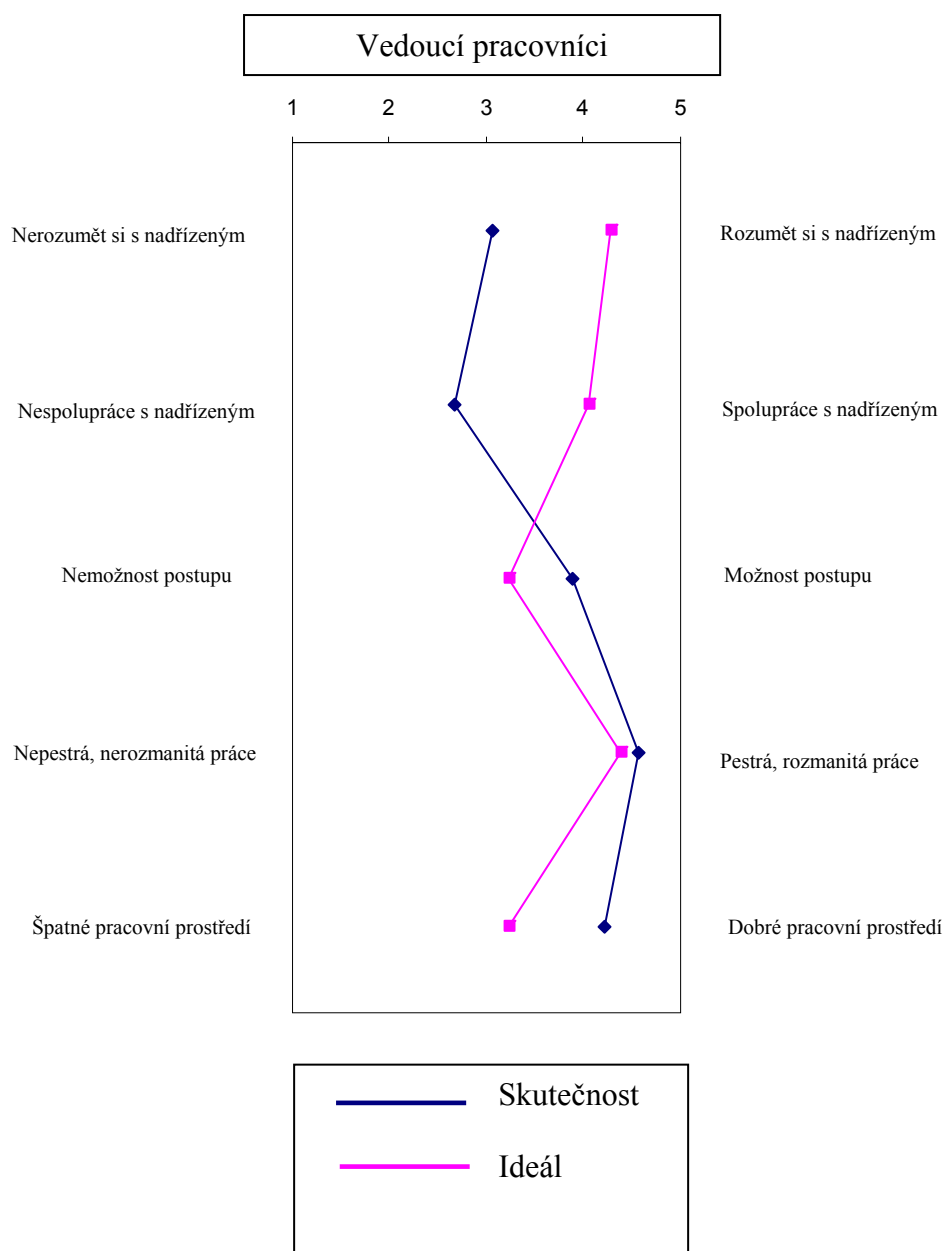 Vedoucí pracovníci
1 2 3 4 5
Nerozumět si s nadřízeným Rozumět si s nadřízeným
Nespolupráce s nadřízeným Spolupráce s nadřízeným
Nemožnost postupu Možnost postupu
Nepestrá, nerozmanitá práce Pestrá, rozmanitá práce
Špatné pracovní prostředí Dobré pracovní prostředí
Skutečnost
Ideál